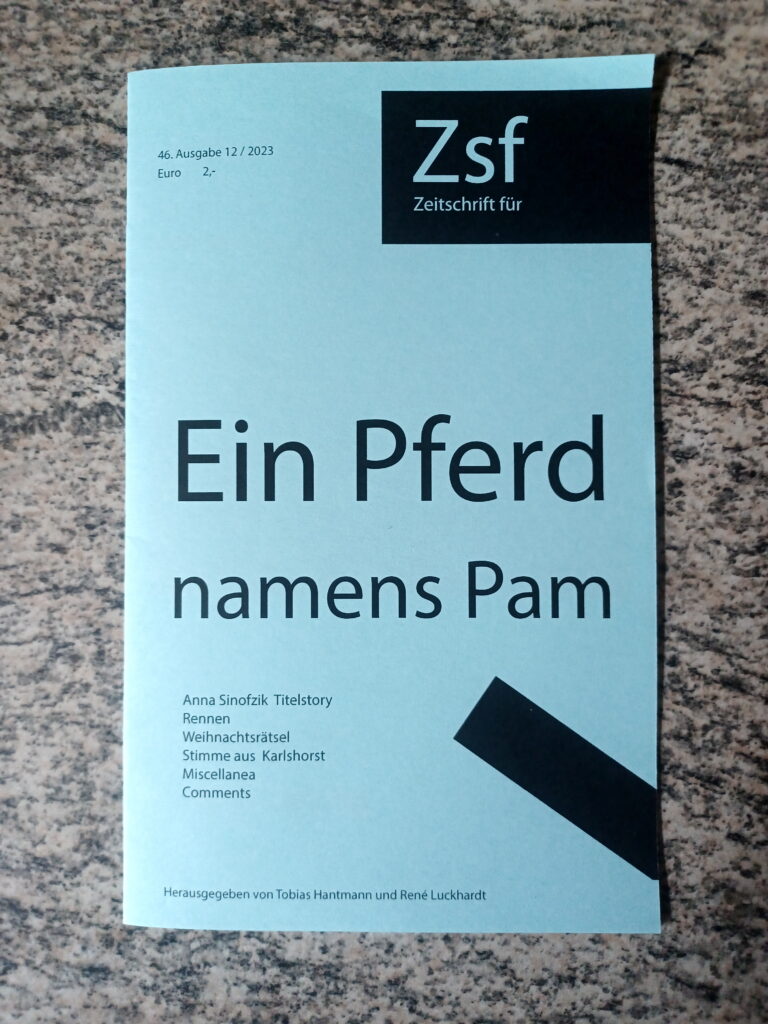 46. Ausgabe 12 / 2023
Euro 2,-
Zsf
Zeitschrift für
Ein Pferd
namens Pam
Anna Sinofzik Titelstory
Rennen
Weihnachtsrätsel
Stimme aus Karlshorst
Miscellanea
Comments
Herausgegeben von Tobias Hantmann und René Luckhardt